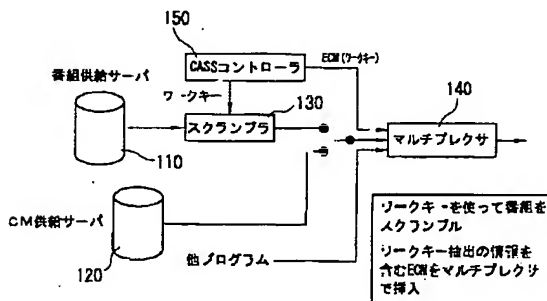 150
CASSコントローラ
ECM(ワークキー)
番組供給サーバ
ワークキー
130
スクランブラ
140
マルチプレクサ
110
CM供給サーバ
120
他プログラム
ワークキーを使って番組を
スクランブル
ワークキー抽出の情報を
含むECMをマルチプレクサ
で挿入